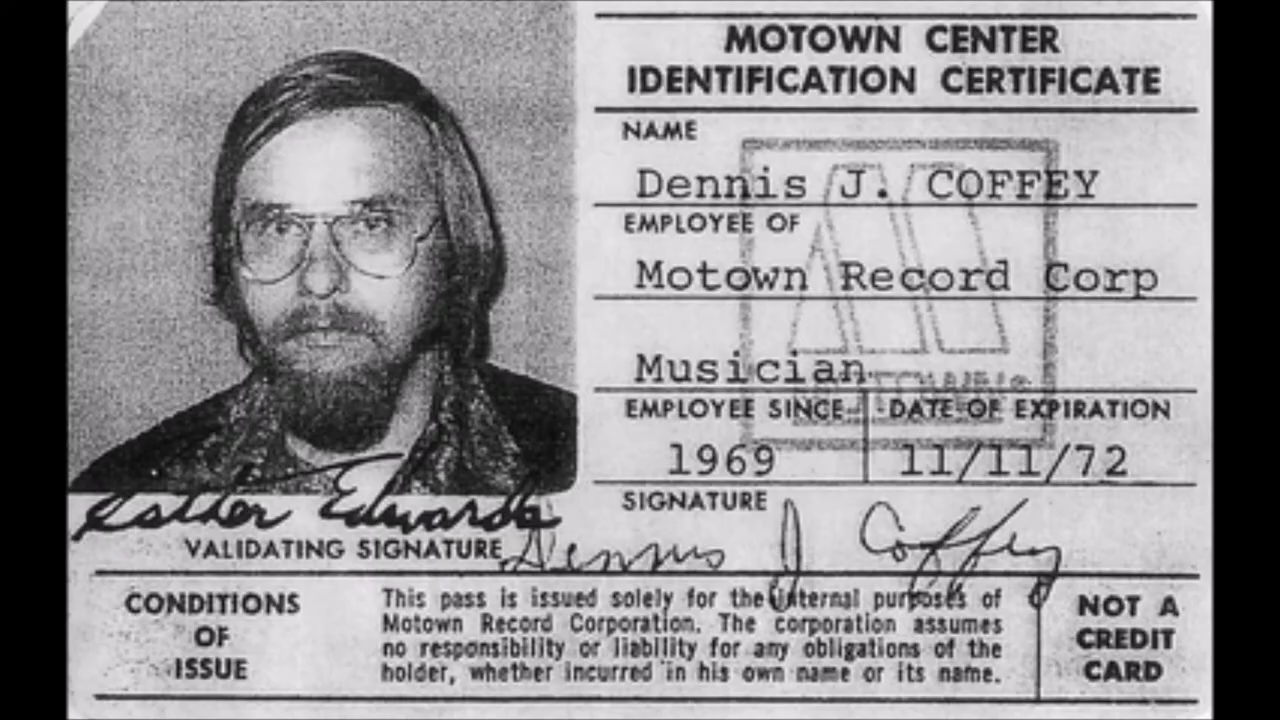 MOTOWN CENTER
IDENTIFICATION CERTIFICATE
NAME
Dennis J. COFFEY
EMPLOYEE OF
Motown Record Corp
Musician
EMPLOYEE SINCE DATE OF EXPIRATION
1969 11/11/72
SIGNATURE
Esther Edwards
VALIDATING SIGNATURE
Dennis J Coffey
CONDITIONS
OF
ISSUE
This pass is issued solely for the internal purposes of
Motown Record Corporation. The corporation assumes
no responsibility or liability for any obligations of the
holder, whether incurred in his own name or its name.
NOT A
CREDIT
CARD